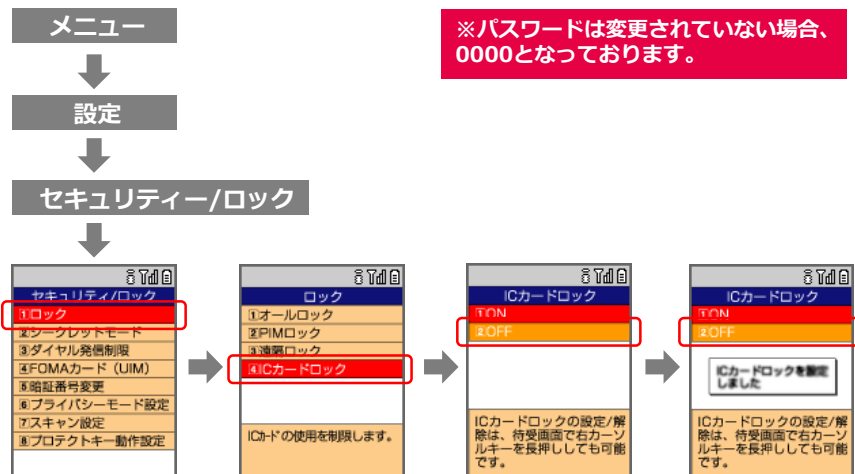 メニュー
※パスワードは変更されていない場合、
0000となっております。
設定
セキュリティー/ロック
セキュリティ/ロック
1ロック
2シークレットモード
3ダイヤル発信制限
4FOMAカード（UIM）
5暗証番号変更
6プライバシーモード設定
7スキャン設定
8プロテクトキー動作設定
ロック
1オールロック
2PIMロック
3遠隔ロック
4ICカードロック
ICカードの使用を制限します。
ICカードロック
1ON
2OFF
ICカードロックの設定/解
除は、待受画面で右カーソ
ルキーを長押ししても可能
です。
ICカードロック
1ON
2OFF
ICカードロックを設定
しました
ICカードロックの設定/解
除は、待受画面で右カーソ
ルキーを長押ししても可能
です。